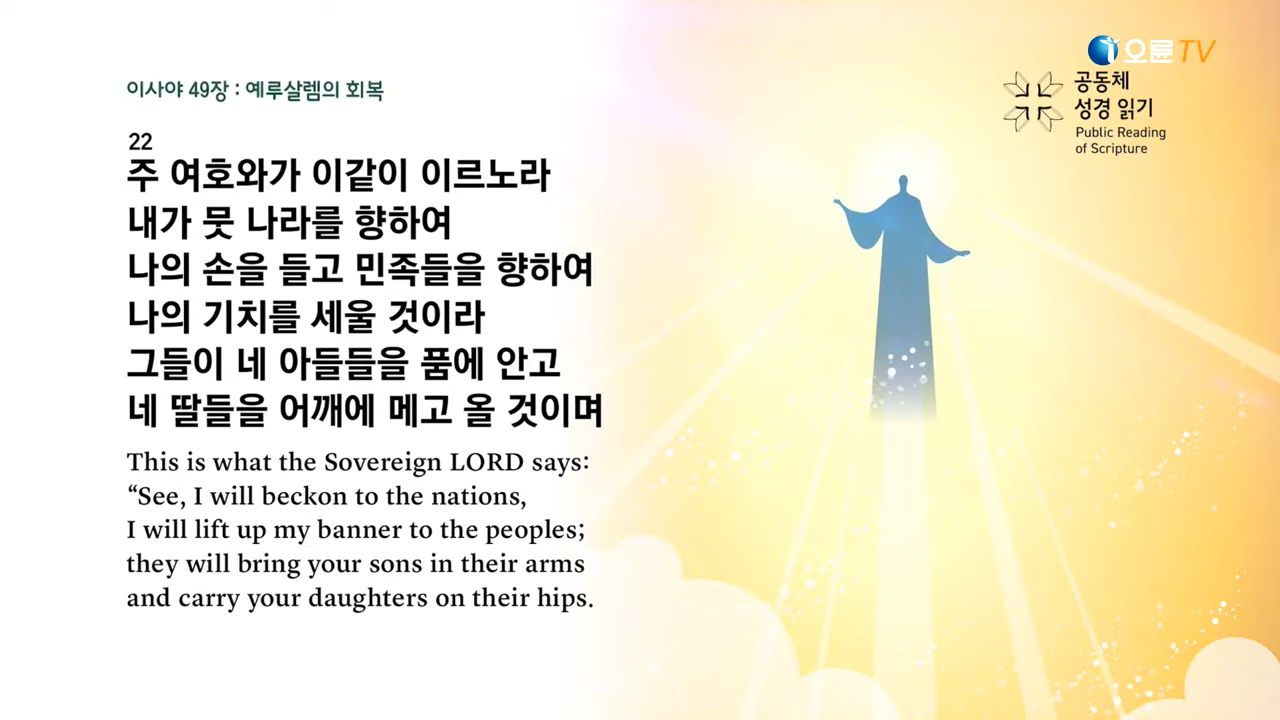 오륜TV
이사야 49장 : 예루살렘의 회복
공동체
성경 읽기
Public Reading
of Scripture
22
주 여호와가 이같이 이르노라
내가 뭇 나라를 향하여
나의 손을 들고 민족들을 향하여
나의 기치를 세울 것이라
그들이 네 아들들을 품에 안고
네 딸들을 어깨에 메고 올 것이며
This is what the Sovereign LORD says:
“See, I will beckon to the nations,
I will lift up my banner to the peoples;
they will bring your sons in their arms
and carry your daughters on their hips.